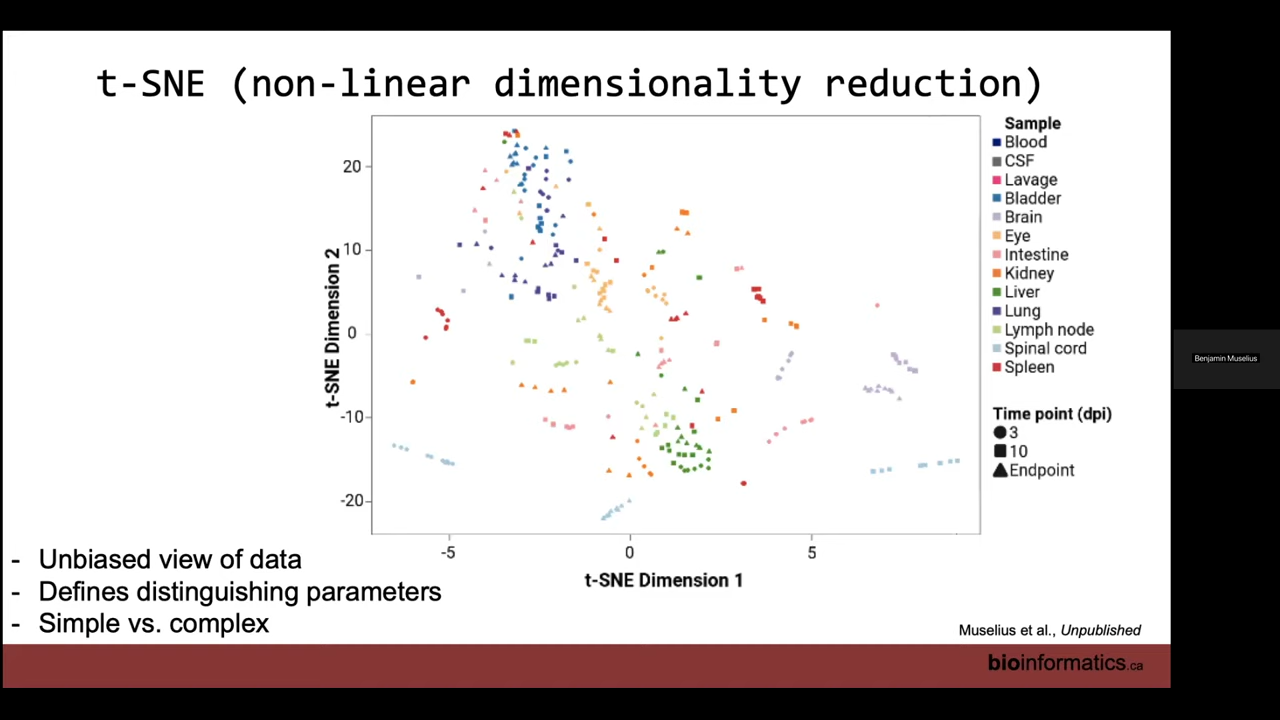 t-SNE (non-linear dimensionality reduction)
Sample
Blood
CSF
Lavage
Bladder
Brain
Eye
Intestine
Kidney
Liver
Lung
Lymph node
Spinal cord
Spleen
Time point (dpi)
3
10
Endpoint
t-SNE Dimension 2
20
10
0
-10
-20
-5
0
5
t-SNE Dimension 1
- Unbiased view of data
- Defines distinguishing parameters
- Simple vs. complex
Muselius et al., Unpublished
bioinformatics.ca
Benjamin Muselius